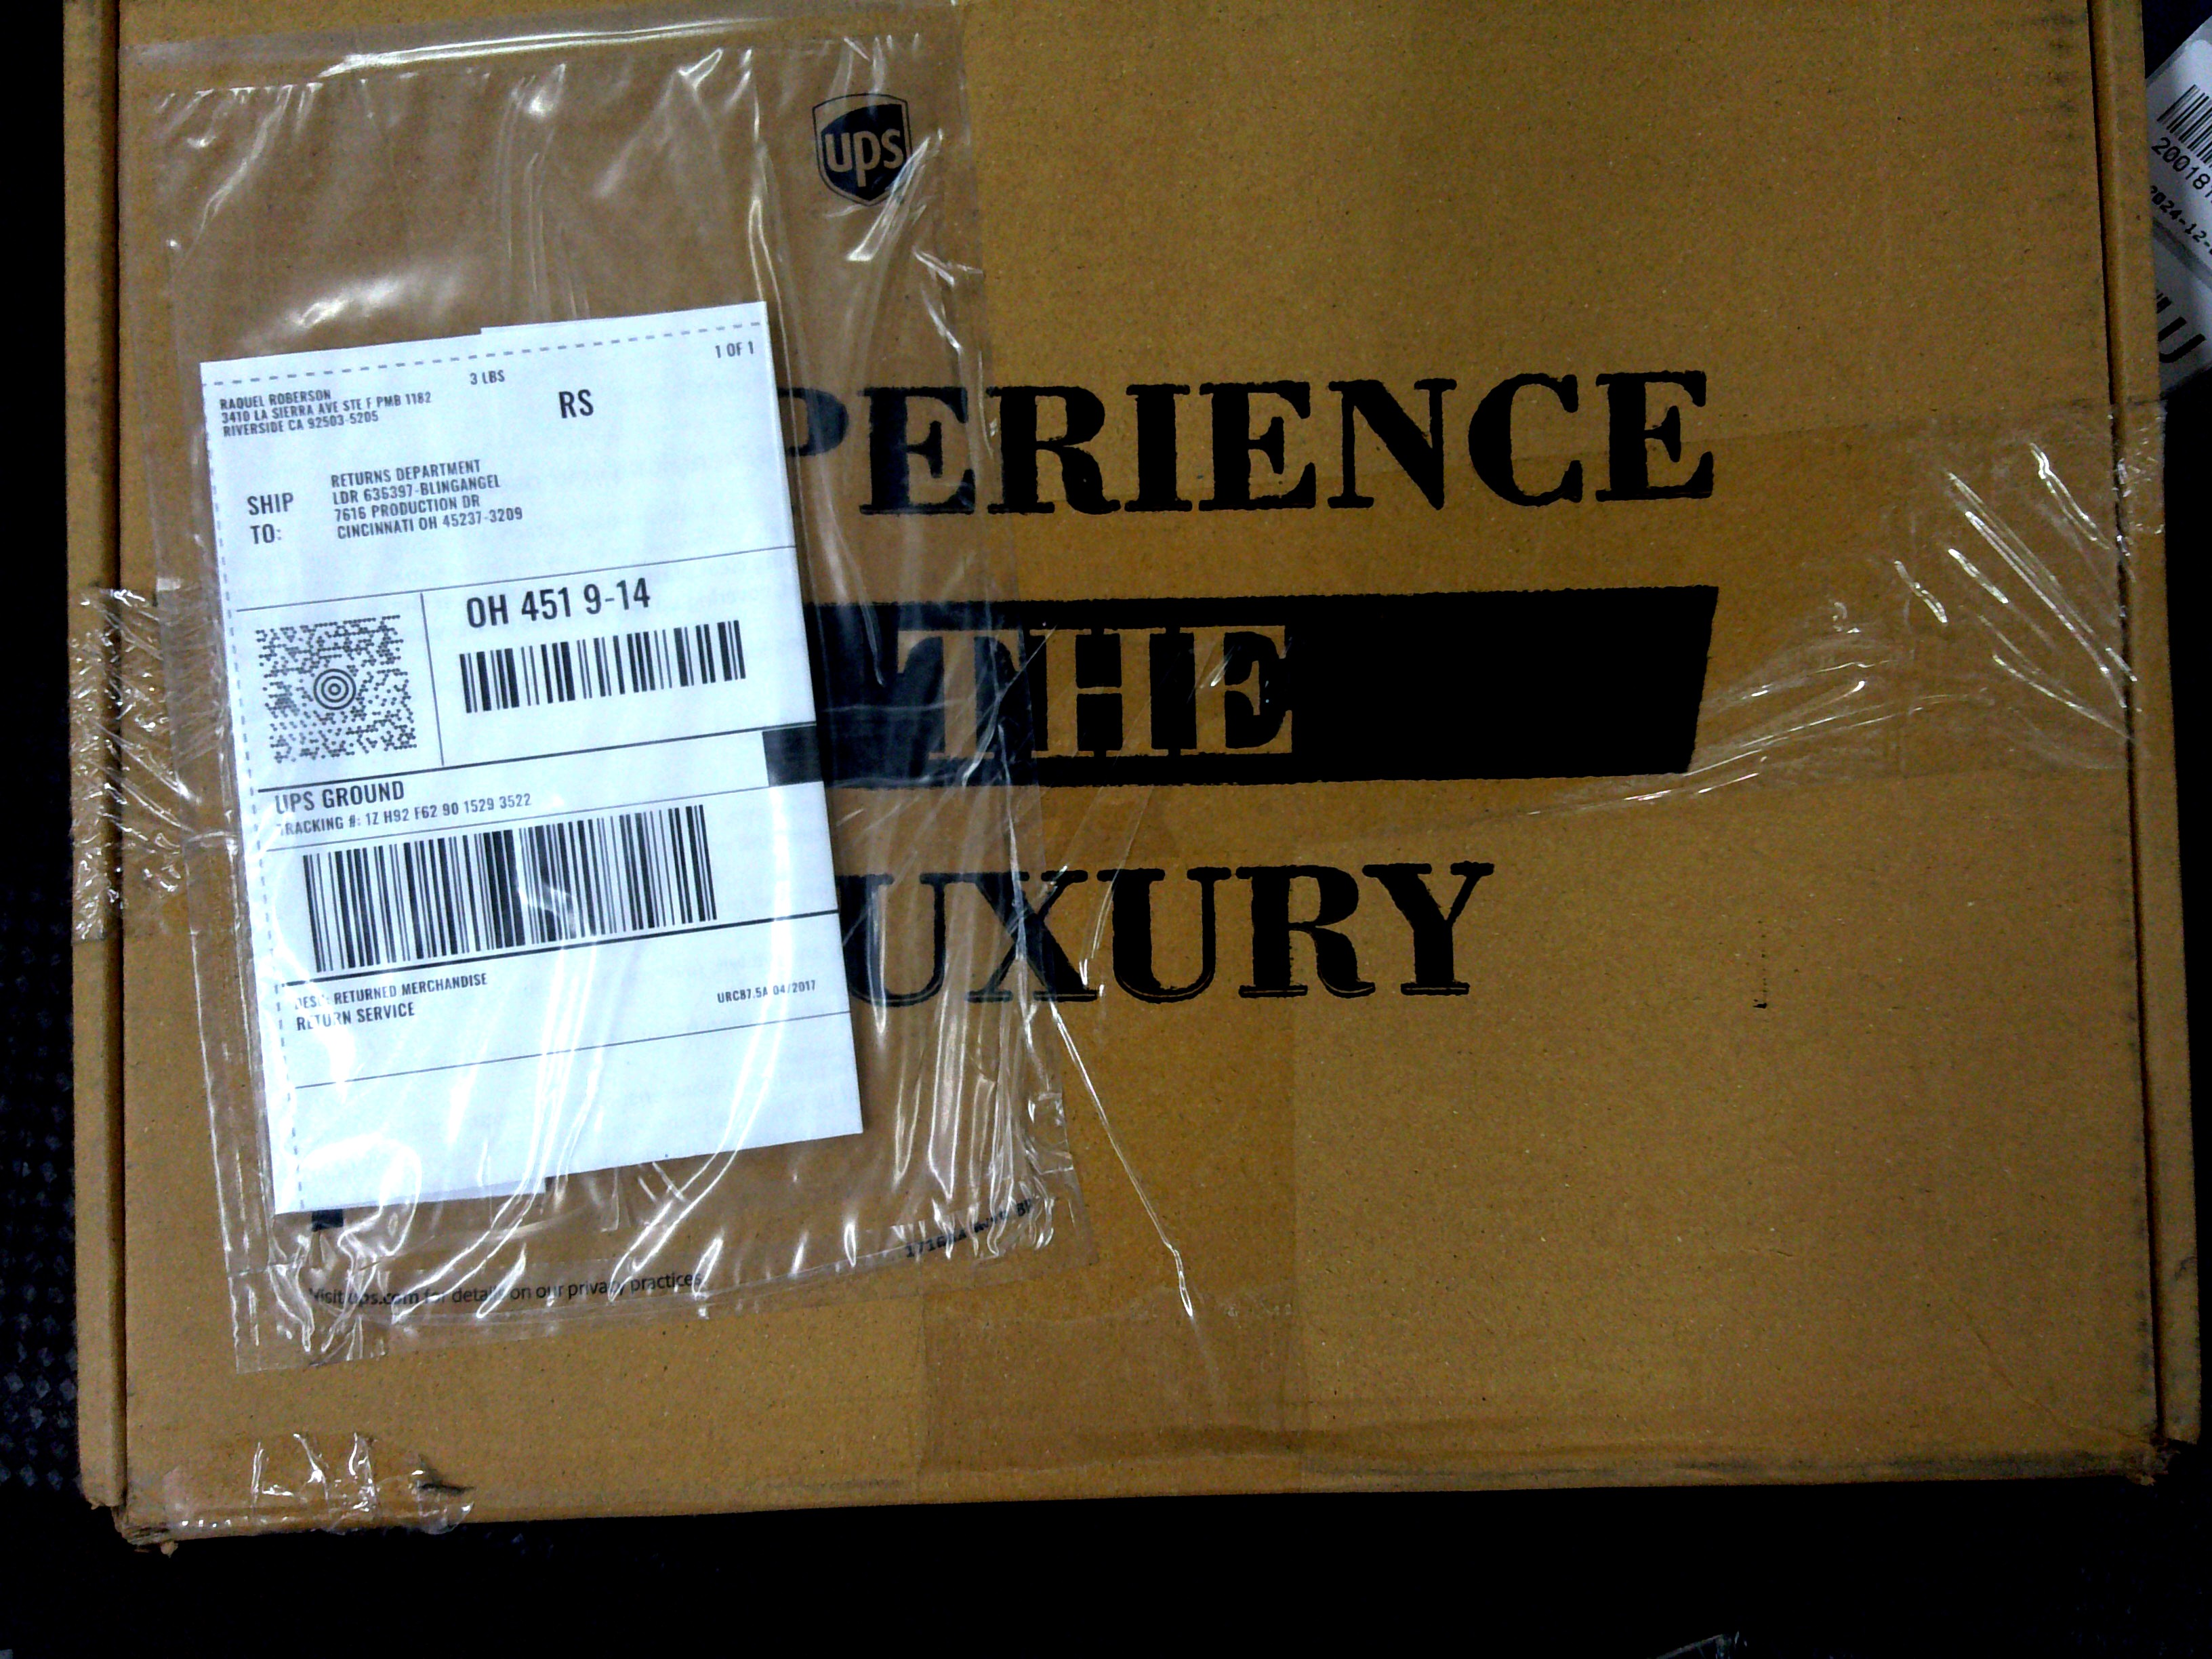 ups
1 OF 1
3 LBS
RS
RAQUEL ROBERSON
3410 LA SIERRA AVE STE F PMB 1182
RIVERSIDE CA 92503-5205
SHIP
TO:
RETURNS DEPARTMENT
LDR 636397-BLINGANGEL
7616 PRODUCTION DR
CINCINNATI OH 45237-3209
OH 451 9-14
UPS GROUND
TRACKING #: 1Z H92 F62 90 1529 3522
DESC: RETURNED MERCHANDISE
RETURN SERVICE
URC87.5A 04/2017
Visit ups.com for details on our privacy practices.
PERIENCE
THE
UXURY